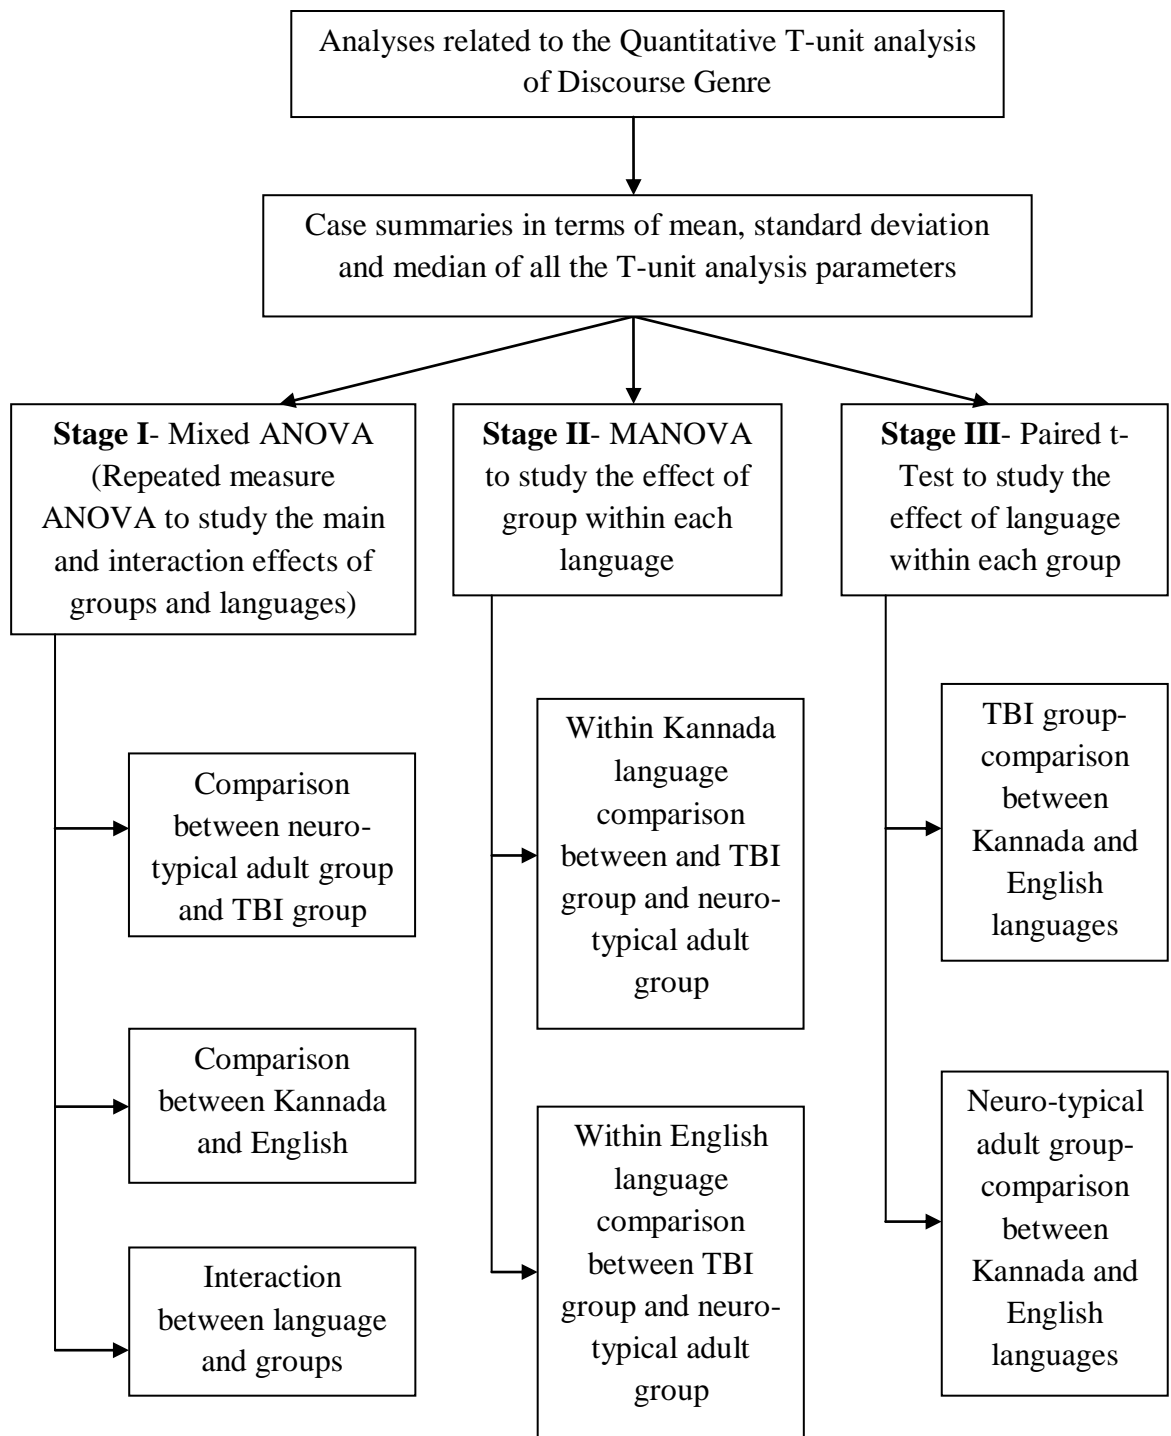 Analyses related to the Quantitative T-unit analysis
of Discourse Genre
Case summaries in terms of mean, standard deviation
and median of all the T-unit analysis parameters
Stage I- Mixed ANOVA
(Repeated measure
ANOVA to study the main
and interaction effects of
groups and languages)
Stage II- MANOVA
to study the effect of
group within each
language
Stage III- Paired t-
Test to study the
effect of language
within each group
Comparison
between neuro-
typical adult group
and TBI group
Comparison
between Kannada
and English
Interaction
between language
and groups
Within Kannada
language
comparison
between and TBI
group and neuro-
typical adult
group
Within English
language
comparison
between TBI
group and neuro-
typical adult
group
TBI group-
comparison
between
Kannada and
English
languages
Neuro-typical
adult group-
comparison
between
Kannada and
English
languages